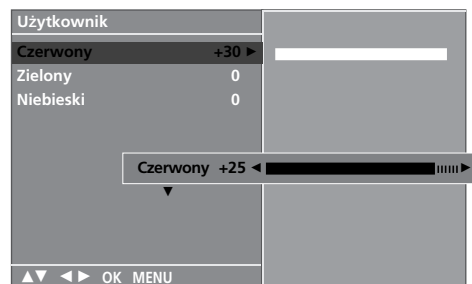 Użytkownik
Czerwony +30 ►
Zielony 0
Niebieski 0
Czerwony +25 ◄ ►
▼
▲▼ ◄► OK MENU